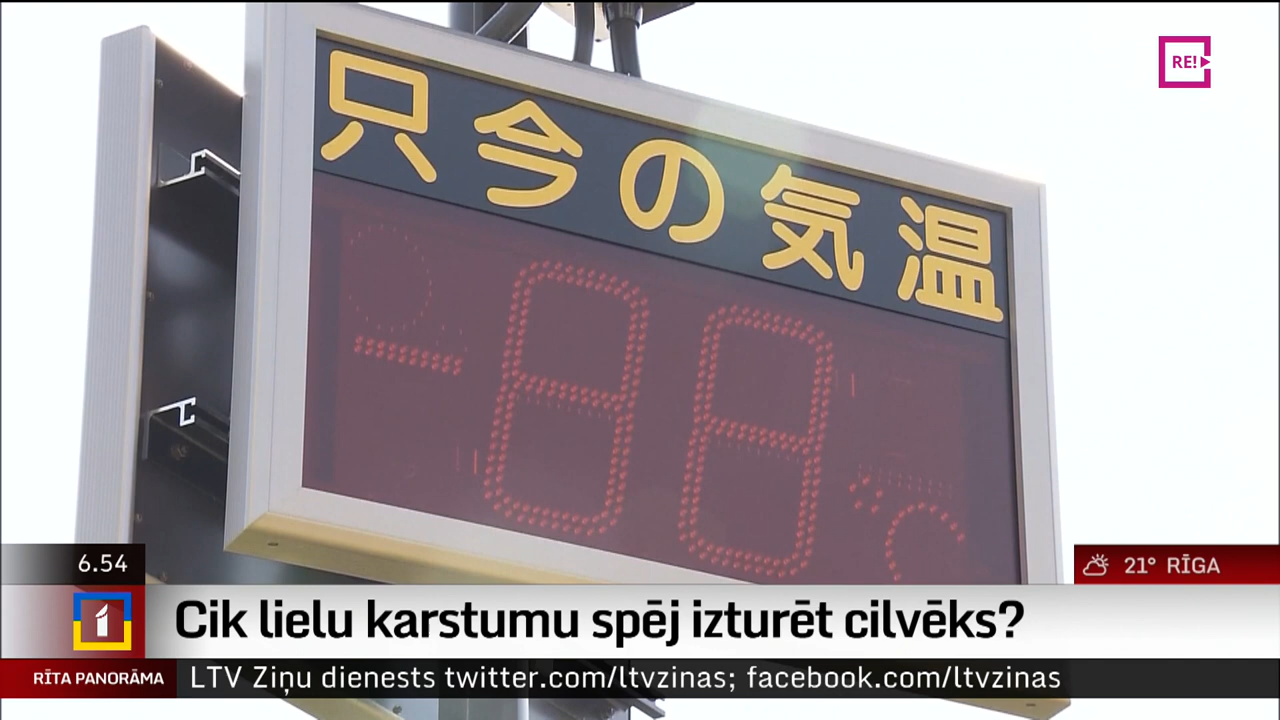 RE!
只今の気温
℃
6.54
21° RĪGA
1
Cik lielu karstumu spēj izturēt cilvēks?
RĪTA PANORĀMA
LTV Ziņu dienests twitter.com/ltvzinas; facebook.com/ltvzinas